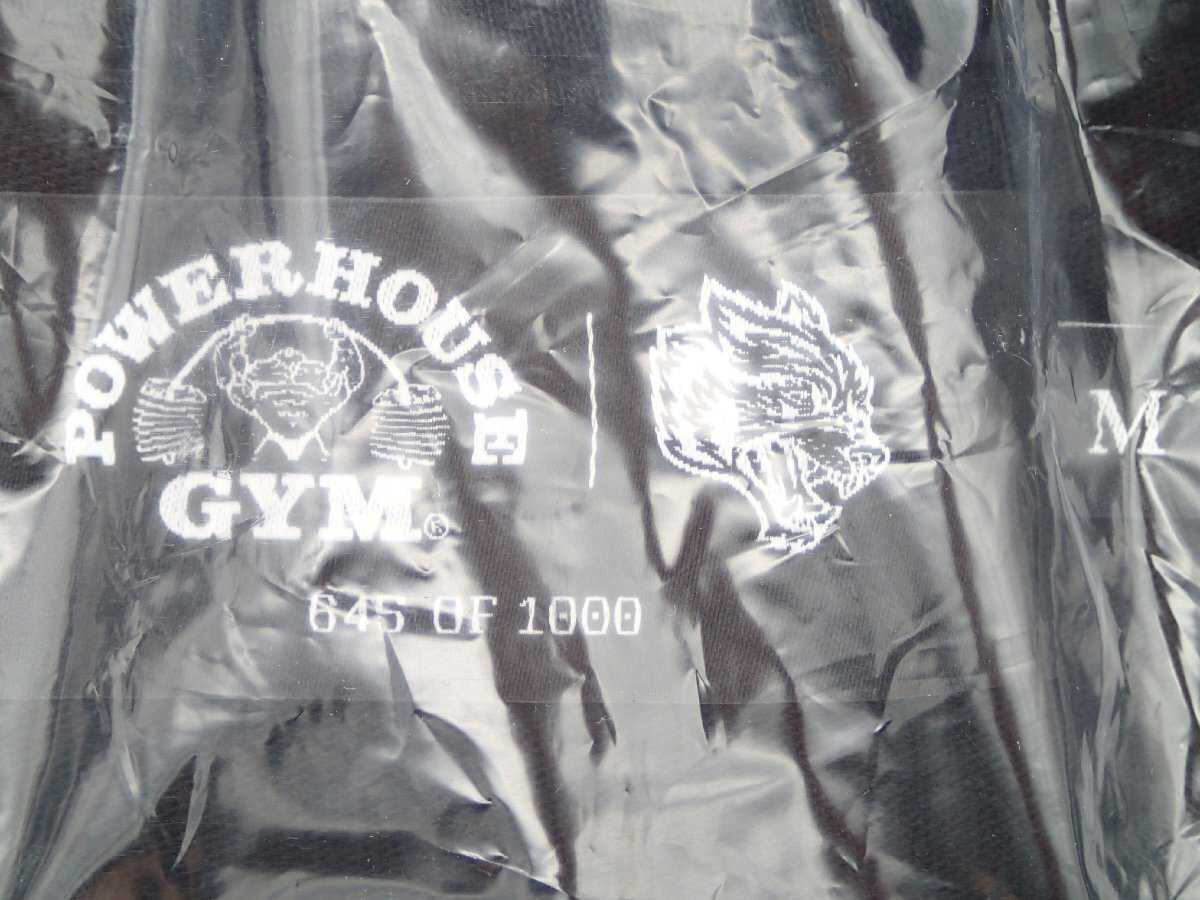 POWERHOUSE
GYM®
M
645 OF 1000